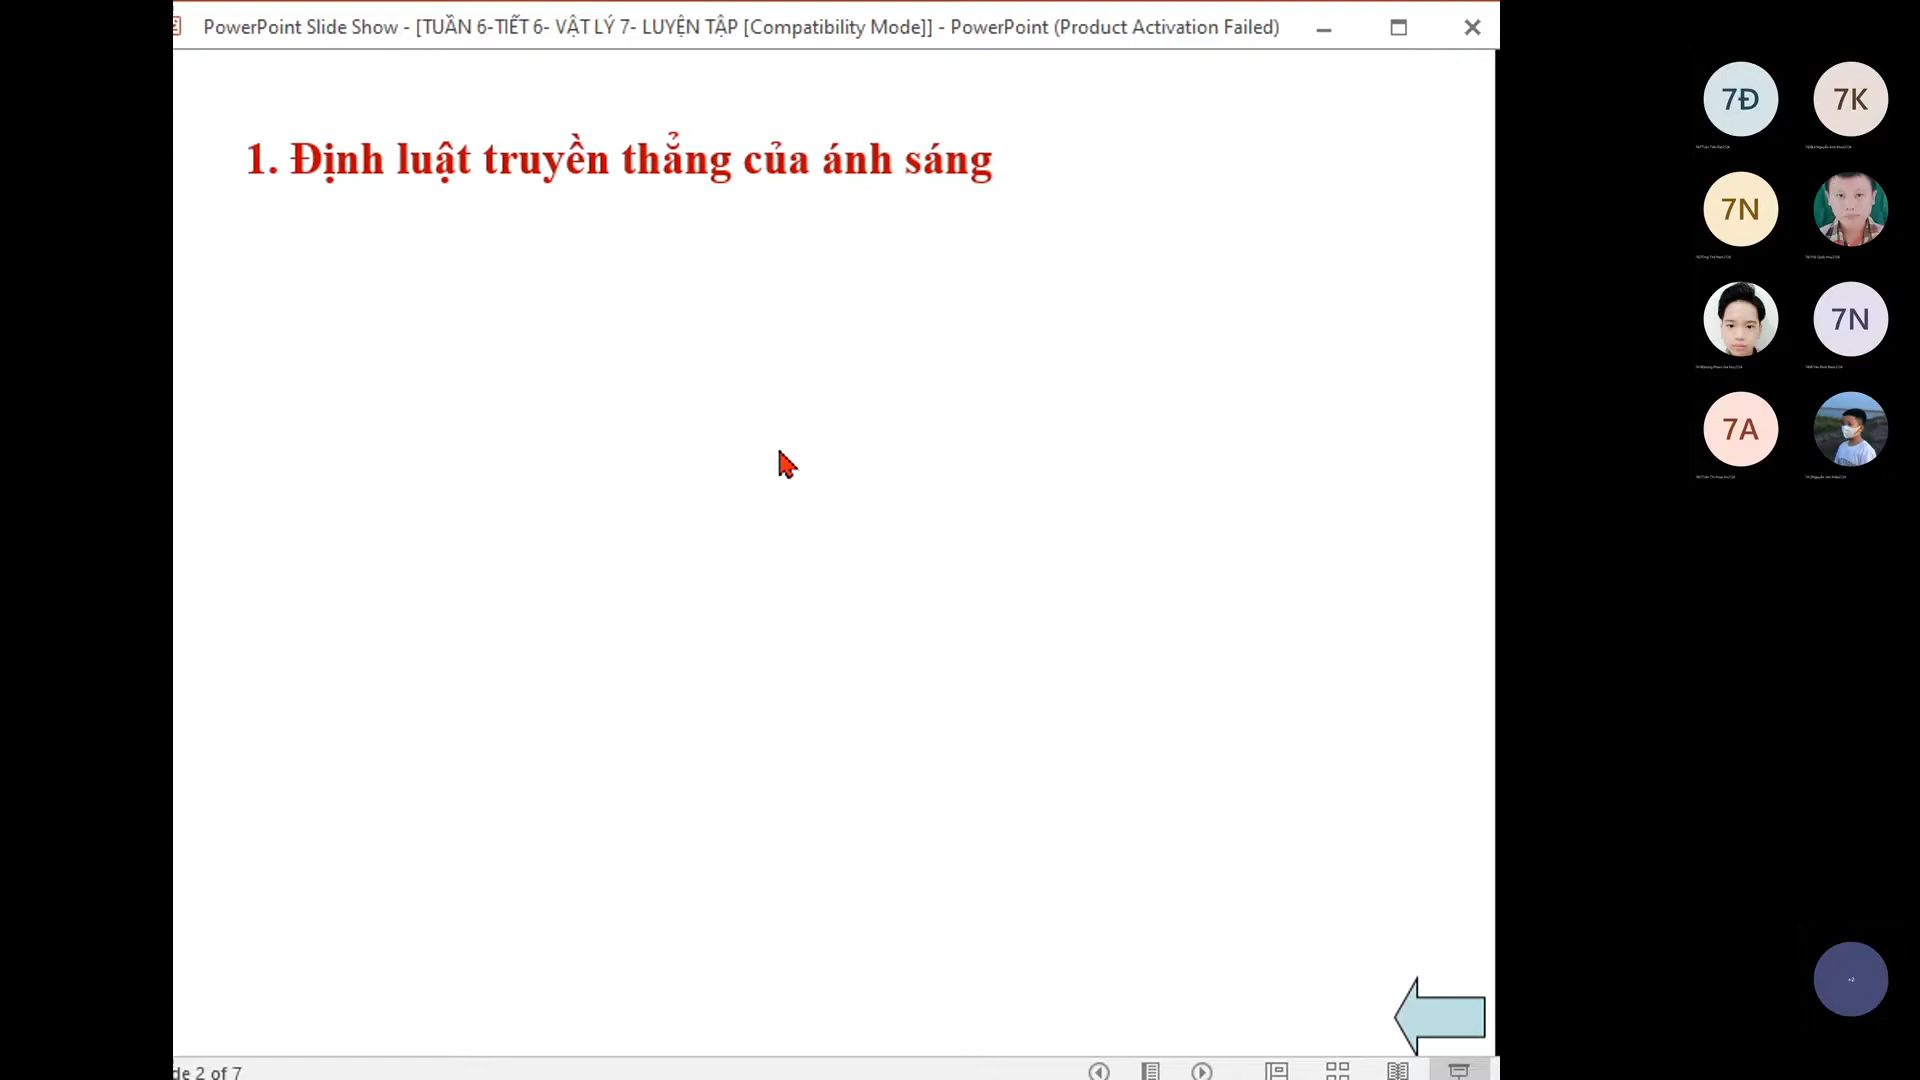 PowerPoint Slide Show - [TUẦN 6-TIẾT 6- VẬT LÝ 7- LUYỆN TẬP [Compatibility Mode]] - PowerPoint (Product Activation Failed)
1. Định luật truyền thẳng của ánh sáng
7Đ 7K
7N
7N
7A
+2
de 2 of 7